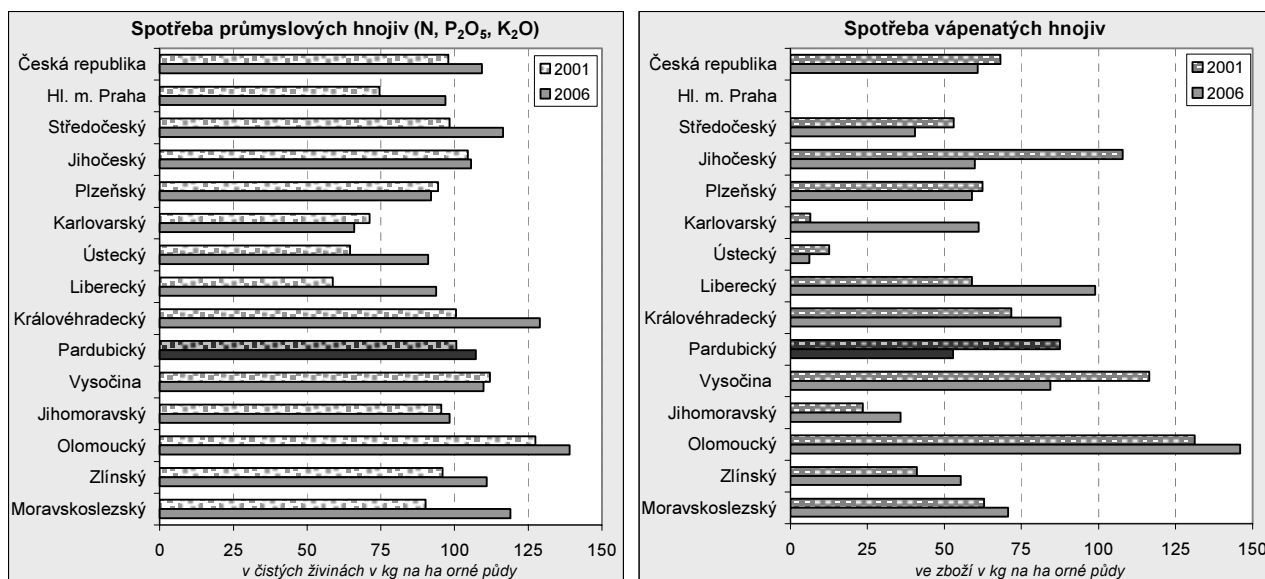 Spotřeba průmyslových hnojiv (N, P₂O₅, K₂O)
2001
2006
Česká republika
Hl. m. Praha
Středočeský
Jihočeský
Plzeňský
Karlovarský
Ústecký
Liberecký
Královéhradecký
Pardubický
Vysočina
Jihomoravský
Olomoucký
Zlínský
Moravskoslezský
0 25 50 75 100 125 150
v čistých živinách v kg na ha orné půdy
Spotřeba vápenatých hnojiv
2001
2006
Česká republika
Hl. m. Praha
Středočeský
Jihočeský
Plzeňský
Karlovarský
Ústecký
Liberecký
Královéhradecký
Pardubický
Vysočina
Jihomoravský
Olomoucký
Zlínský
Moravskoslezský
0 25 50 75 100 125 150
ve zboží v kg na ha orné půdy